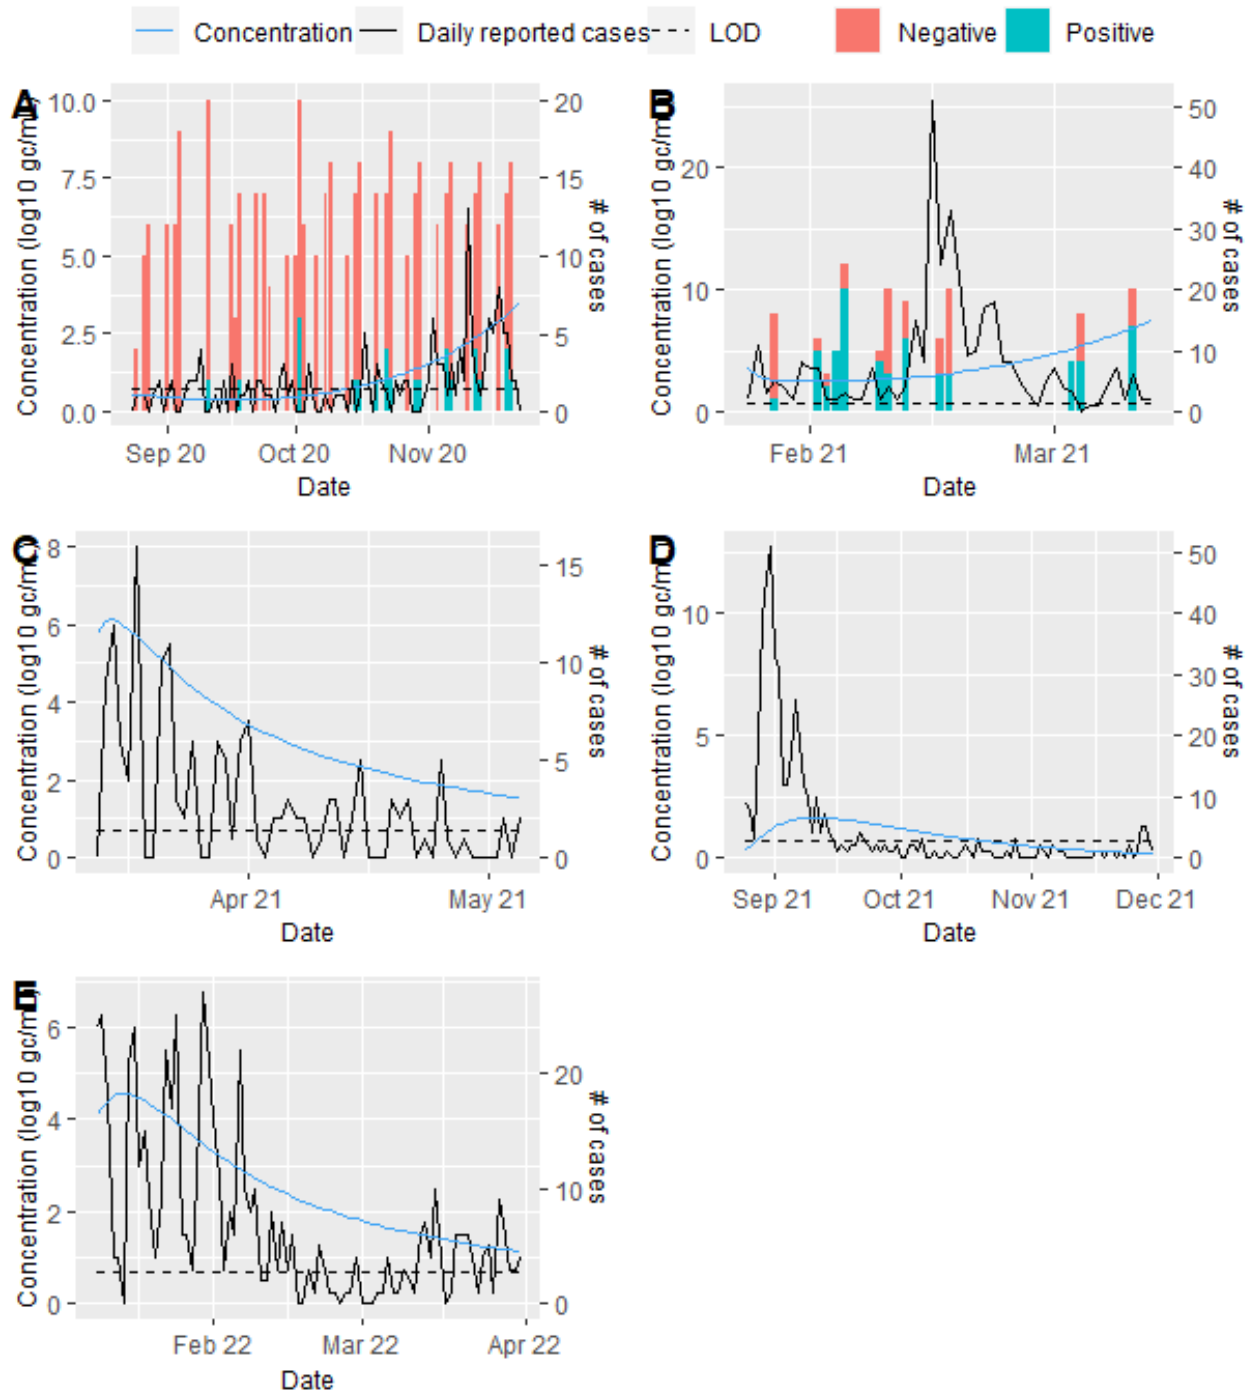 Concentration Daily reported cases LOD Negative Positive
A
Concentration (log10 gc/m
10.0
7.5
5.0
2.5
0.0
20
15
10
5
0
# of cases
Sep 20 Oct 20 Nov 20
Date
B
Concentration (log10 gc/m
20
10
0
50
40
30
20
10
0
# of cases
Feb 21 Mar 21
Date
C
Concentration (log10 gc/m
8
6
4
2
0
15
10
5
0
# of cases
Apr 21 May 21
Date
D
Concentration (log10 gc/m
10
5
0
50
40
30
20
10
0
# of cases
Sep 21 Oct 21 Nov 21 Dec 21
Date
E
Concentration (log10 gc/m
6
4
2
0
20
10
0
# of cases
Feb 22 Mar 22 Apr 22
Date